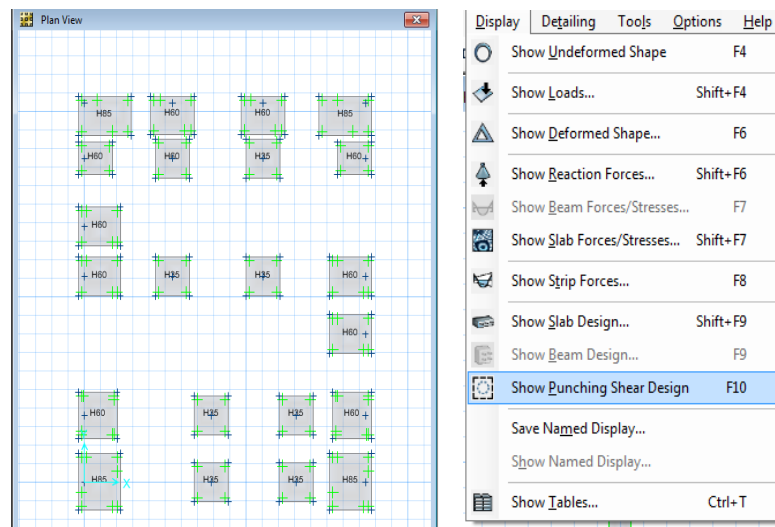 Plan View
H85 H60 H60 H85
H60 H60 H35 H60
H60
H60 H35 H35 H60
H60
H60 H35 H35 H60
H85 H35 H35 H85
X
Display Detailing Tools Options Help
Show Undeformed Shape F4
Show Loads... Shift+F4
Show Deformed Shape... F6
Show Reaction Forces... Shift+F6
Show Beam Forces/Stresses... F7
Show Slab Forces/Stresses... Shift+F7
Show Strip Forces... F8
Show Slab Design... Shift+F9
Show Beam Design... F9
Show Punching Shear Design F10
Save Named Display...
Show Named Display...
Show Tables... Ctrl+T